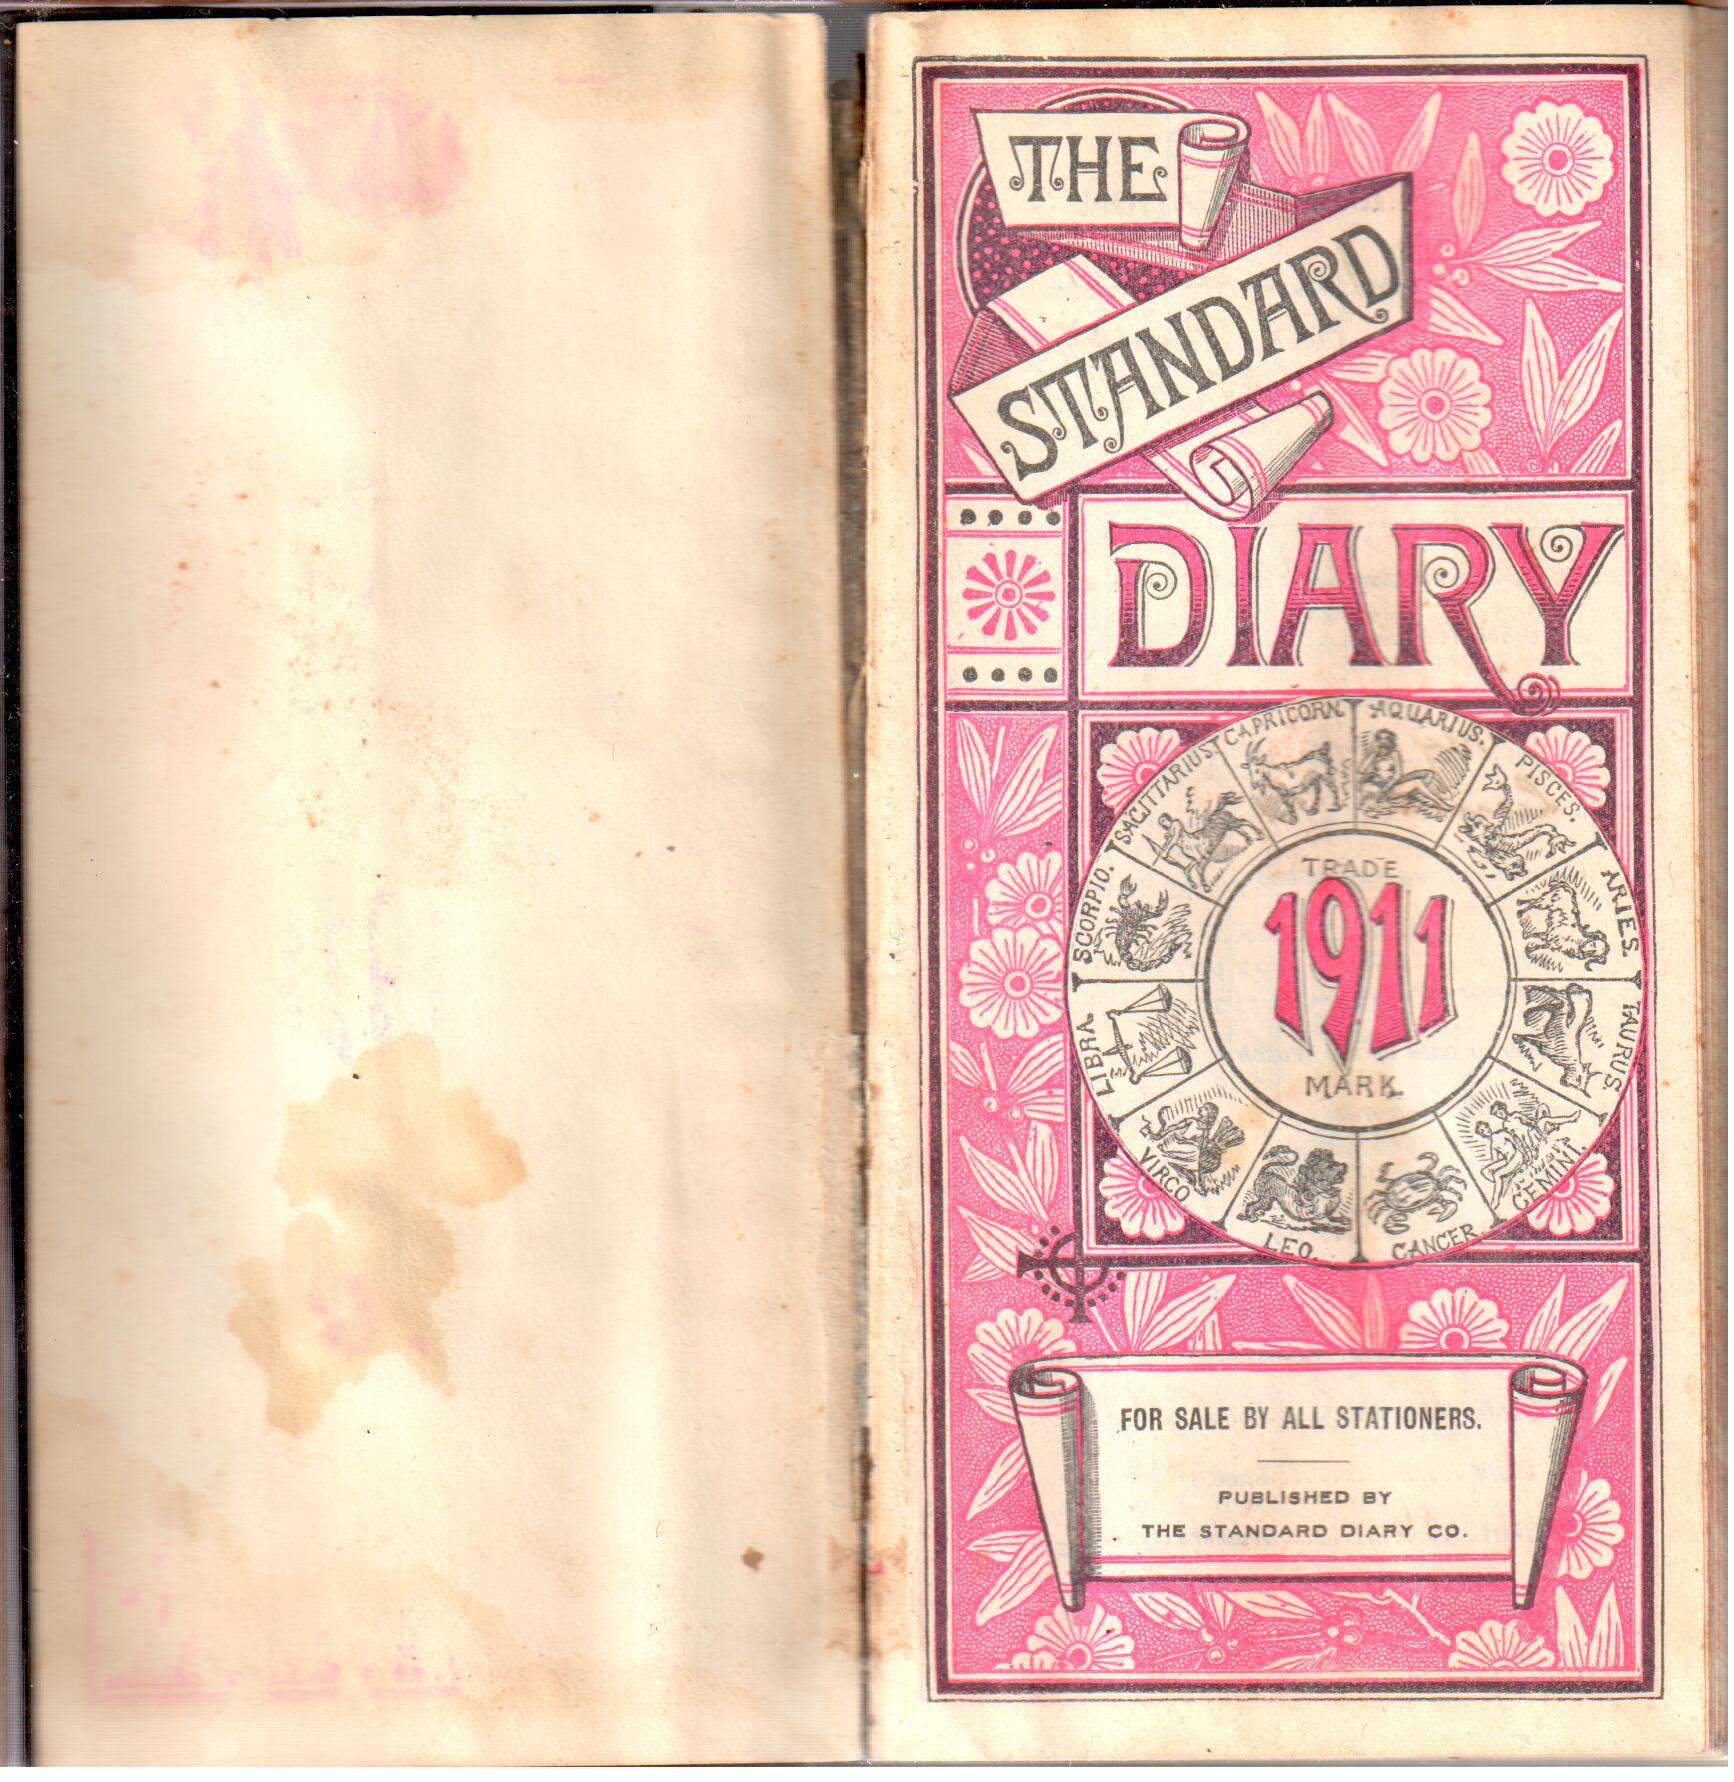 THE
STANDARD
DIARY
CAPRICORN.
AQUARIUS.
PISCES.
ARIES.
TAURUS
GEMINI.
CANCER
LEO.
VIRGO
LIBRA.
SCORPIO.
SAGITTARIUS
TRADE
1911
MARK.
FOR SALE BY ALL STATIONERS.
PUBLISHED BY
THE STANDARD DIARY CO.